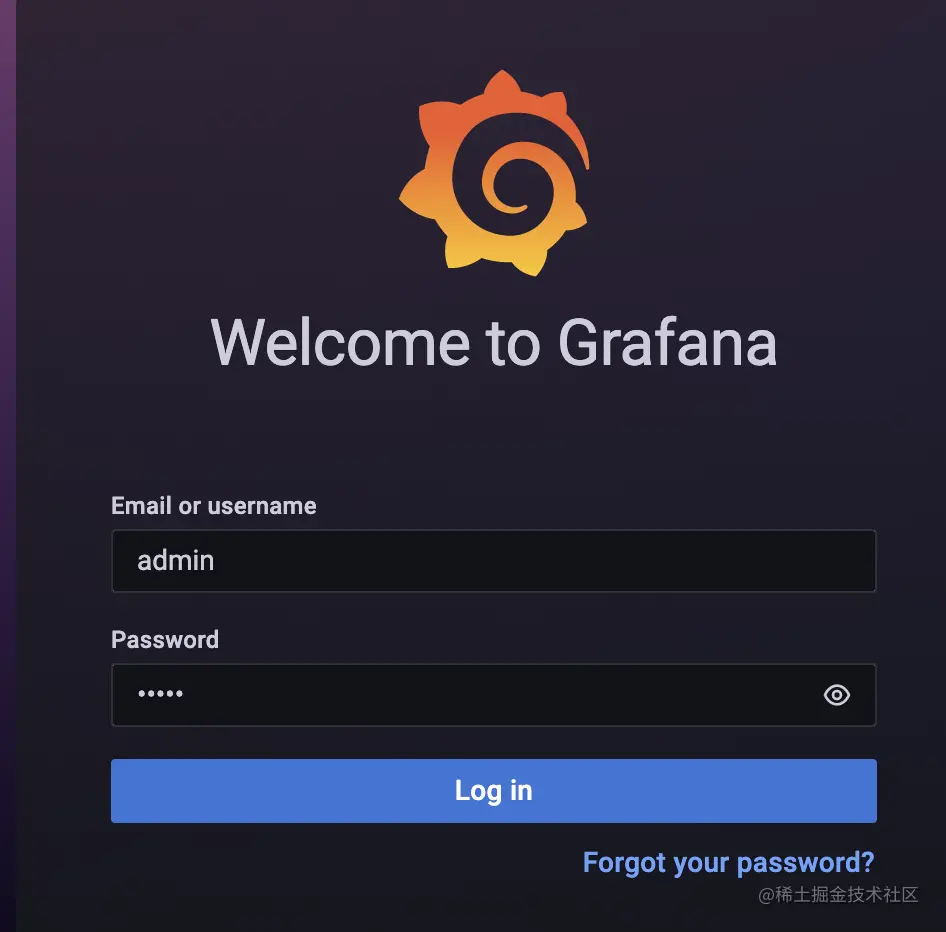 Welcome to Grafana
Email or username
admin
Password
•••••
Log in
Forgot your password?
@稀土掘金技术社区